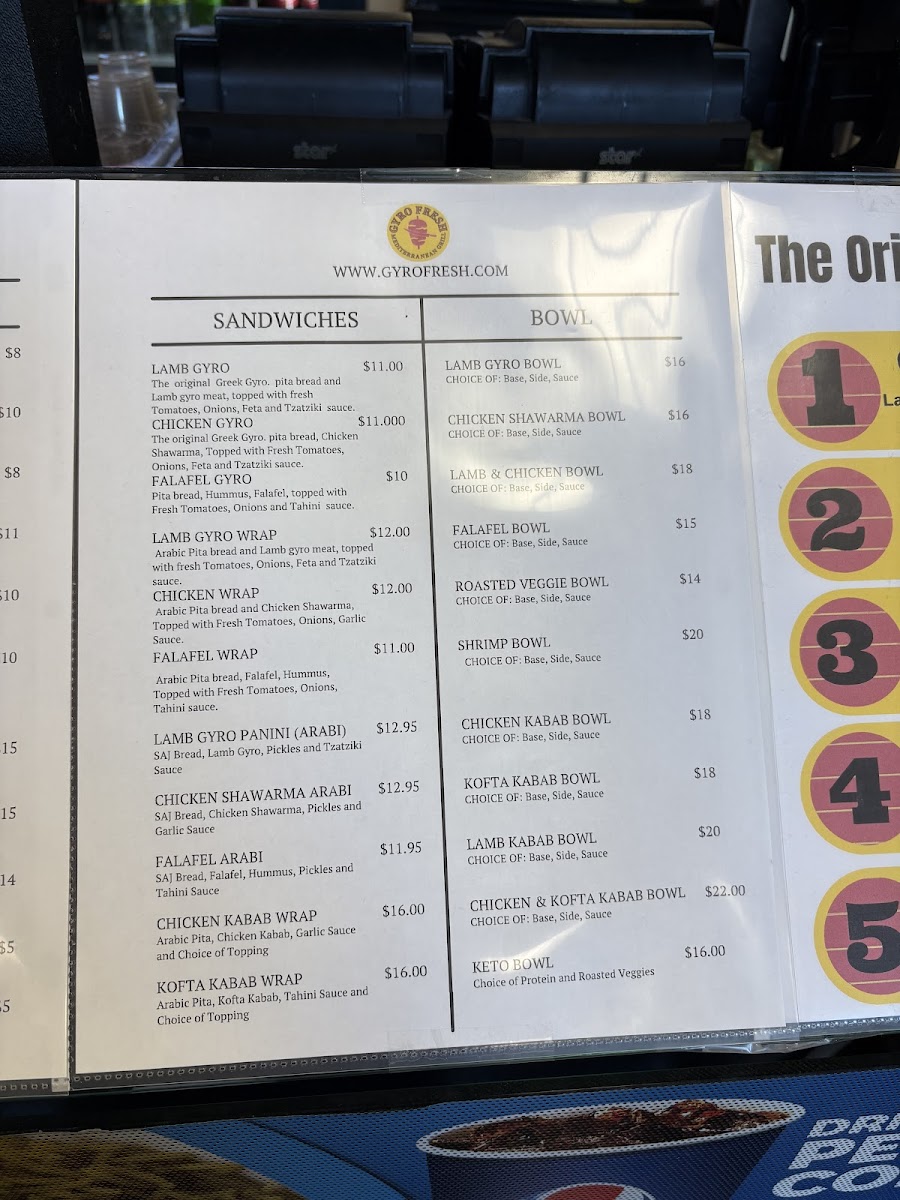 star
star
GYRO FRESH
MEDITERRANEAN GRILL
WWW.GYROFRESH.COM
SANDWICHES
LAMB GYRO $11.00
The original Greek Gyro. pita bread and
Lamb gyro meat, topped with fresh
Tomatoes, Onions, Feta and Tzatziki sauce.
CHICKEN GYRO $11.000
The original Greek Gyro. pita bread, Chicken
Shawarma, Topped with Fresh Tomatoes,
Onions, Feta and Tzatziki sauce.
FALAFEL GYRO $10
Pita bread, Hummus, Falafel, topped with
Fresh Tomatoes, Onions and Tahini sauce.
LAMB GYRO WRAP $12.00
Arabic Pita bread and Lamb gyro meat, topped
with fresh Tomatoes, Onions, Feta and Tzatziki
sauce.
CHICKEN WRAP $12.00
Arabic Pita bread and Chicken Shawarma,
Topped with Fresh Tomatoes, Onions, Garlic
Sauce.
FALAFEL WRAP $11.00
Arabic Pita bread, Falafel, Hummus,
Topped with Fresh Tomatoes, Onions,
Tahini sauce.
LAMB GYRO PANINI (ARABI) $12.95
SAJ Bread, Lamb Gyro, Pickles and Tzatziki
Sauce
CHICKEN SHAWARMA ARABI $12.95
SAJ Bread, Chicken Shawarma, Pickles and
Garlic Sauce
FALAFEL ARABI $11.95
SAJ Bread, Falafel, Hummus, Pickles and
Tahini Sauce
CHICKEN KABAB WRAP $16.00
Arabic Pita, Chicken Kabab, Garlic Sauce
and Choice of Topping
KOFTA KABAB WRAP $16.00
Arabic Pita, Kofta Kabab, Tahini Sauce and
Choice of Topping
BOWL
LAMB GYRO BOWL $16
CHOICE OF: Base, Side, Sauce
CHICKEN SHAWARMA BOWL $16
CHOICE OF: Base, Side, Sauce
LAMB & CHICKEN BOWL $18
CHOICE OF: Base, Side, Sauce
FALAFEL BOWL $15
CHOICE OF: Base, Side, Sauce
ROASTED VEGGIE BOWL $14
CHOICE OF: Base, Side, Sauce
SHRIMP BOWL $20
CHOICE OF: Base, Side, Sauce
CHICKEN KABAB BOWL $18
CHOICE OF: Base, Side, Sauce
KOFTA KABAB BOWL $18
CHOICE OF: Base, Side, Sauce
LAMB KABAB BOWL $20
CHOICE OF: Base, Side, Sauce
CHICKEN & KOFTA KABAB BOWL $22.00
CHOICE OF: Base, Side, Sauce
KETO BOWL $16.00
Choice of Protein and Roasted Veggies
$8
$10
$8
$11
$10
10
15
15
14
$5
$5
The Ori
1
La
2
3
4
5
DRI
PE
CO